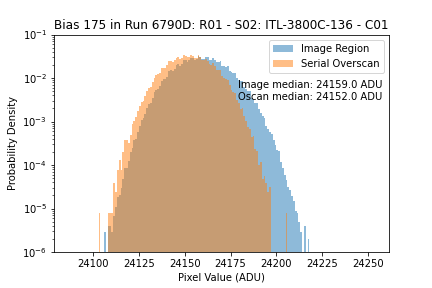 Bias 175 in Run 6790D: R01 - S02: ITL-3800C-136 - C01
Image Region
Serial Overscan
Image median: 24159.0 ADU
Oscan median: 24152.0 ADU
Probability Density
10⁻¹
10⁻²
10⁻³
10⁻⁴
10⁻⁵
10⁻⁶
24100 24125 24150 24175 24200 24225 24250
Pixel Value (ADU)